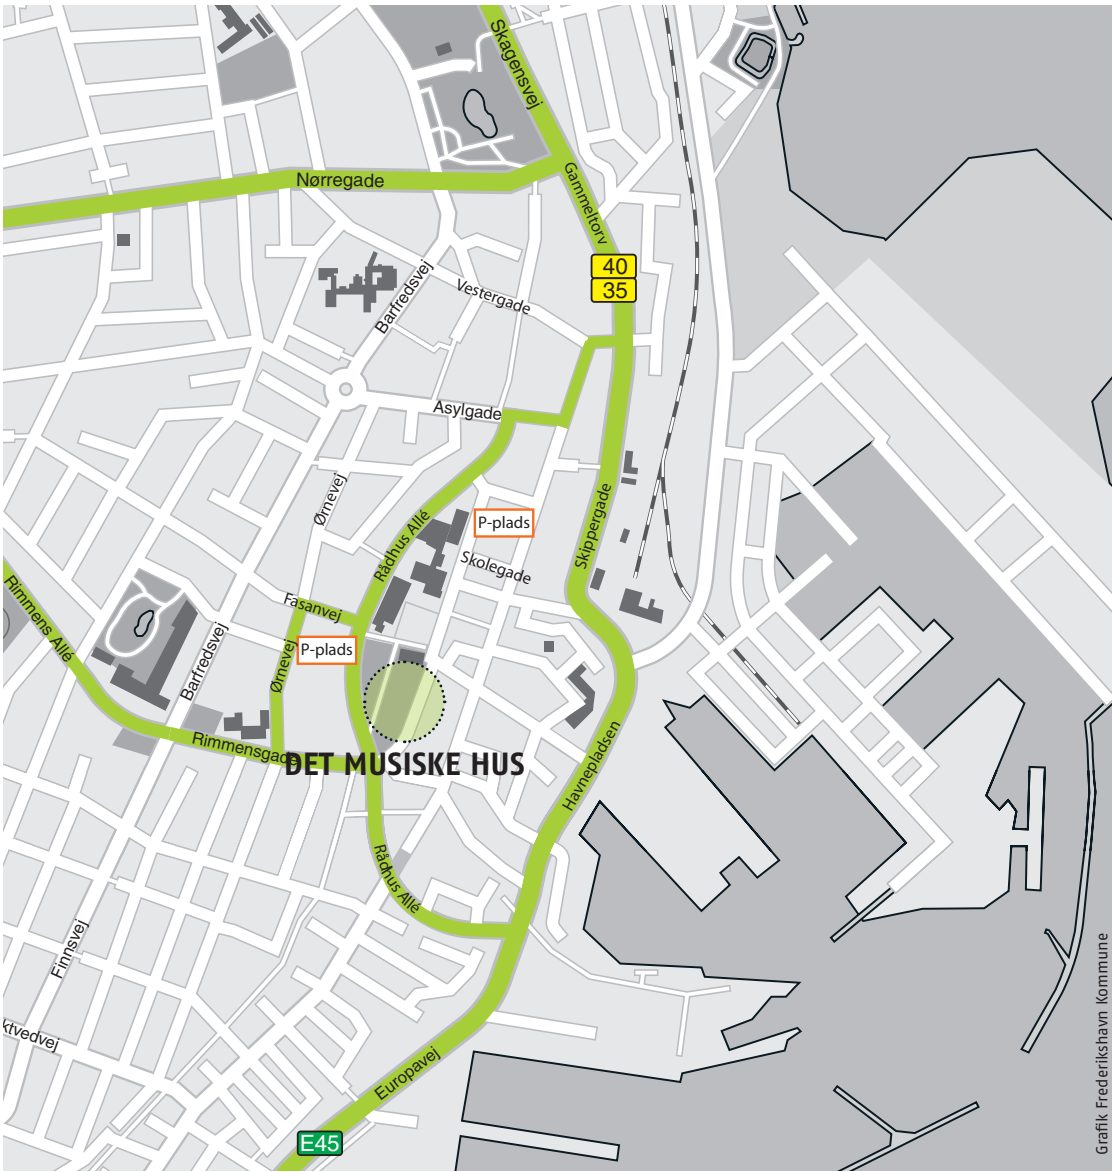 Skagensvej
Nørregade
Gammeltorv
40
35
Barfredsvej
Vestergade
Asylgade
Ørnevej
P-plads
Rådhus Allé
Skolegade
Skippergade
Fasanvej
P-plads
Ørnevej
Rimmens Allé
Barfredsvej
Rimmensgade
DET MUSISKE HUS
Havnepladsen
Rådhus Allé
Finnsvej
ktvedvej
Europavej
E45
Grafik Frederikshavn Kommune